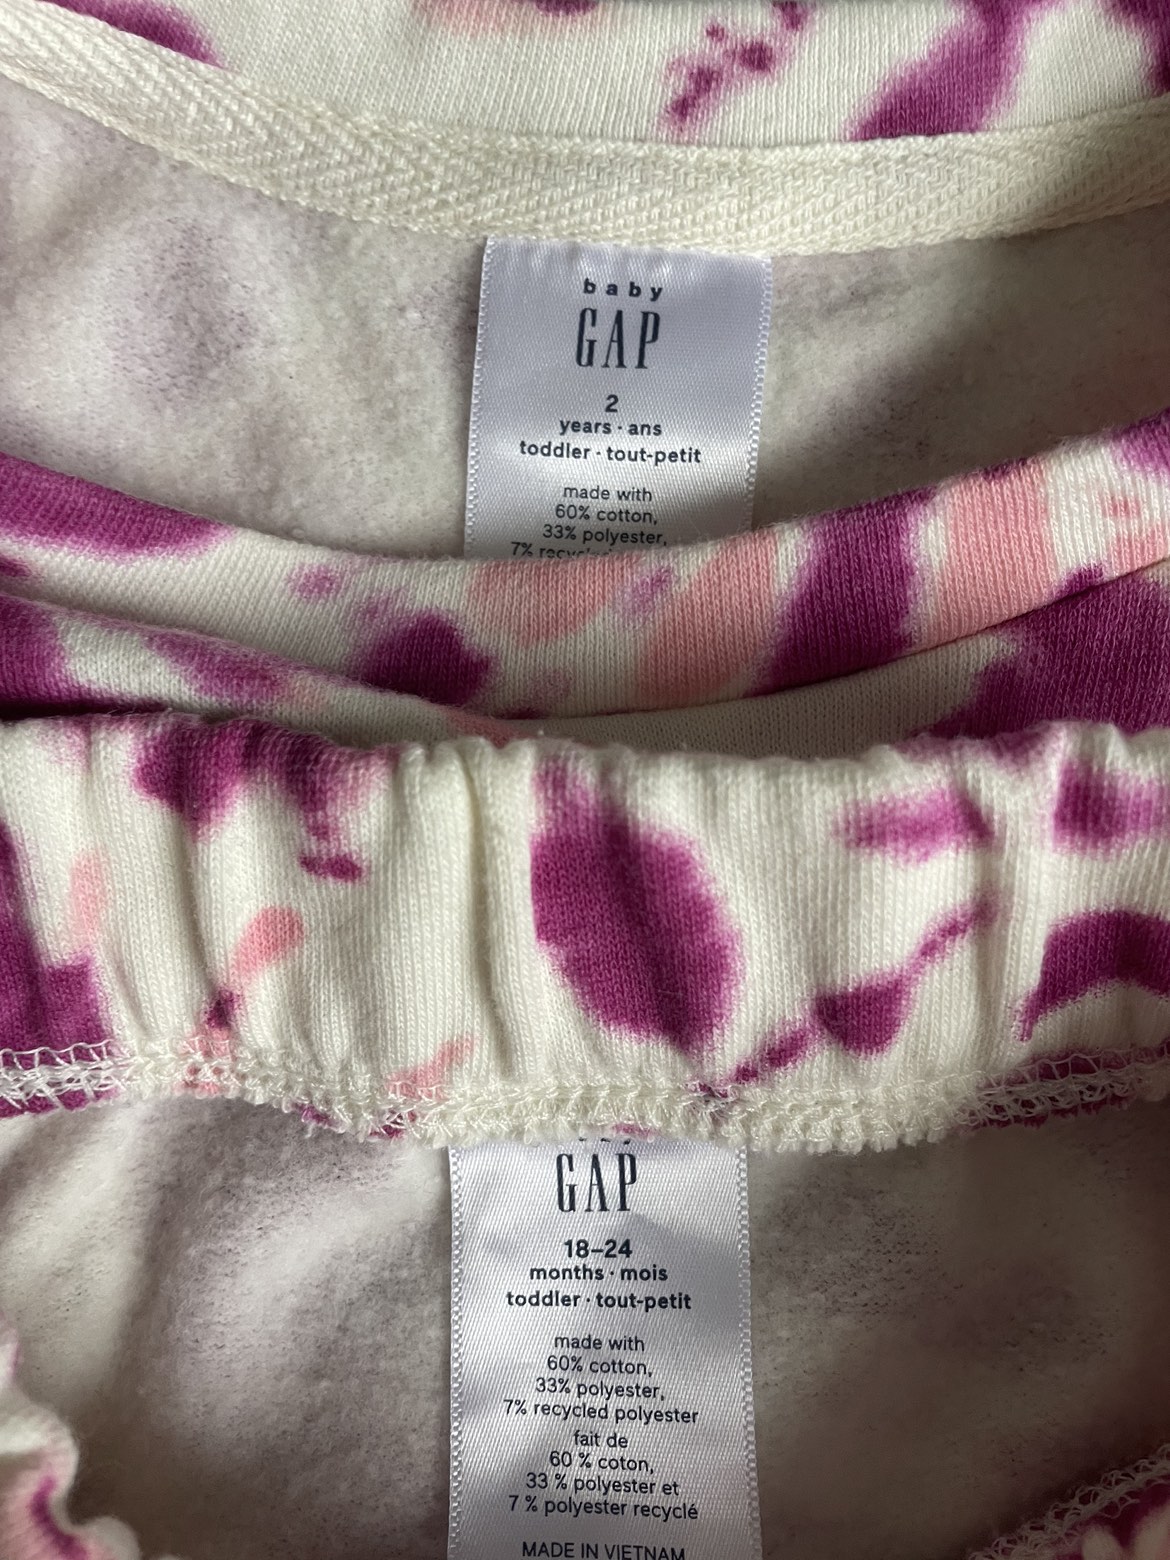 baby
GAP
2
years · ans
toddler · tout-petit
made with
60% cotton,
33% polyester,
7%
GAP
18–24
months · mois
toddler · tout-petit
made with
60% cotton,
33% polyester,
7% recycled polyester
fait de
60 % coton,
33 % polyester et
7 % polyester recyclé
MADE IN VIETNAM